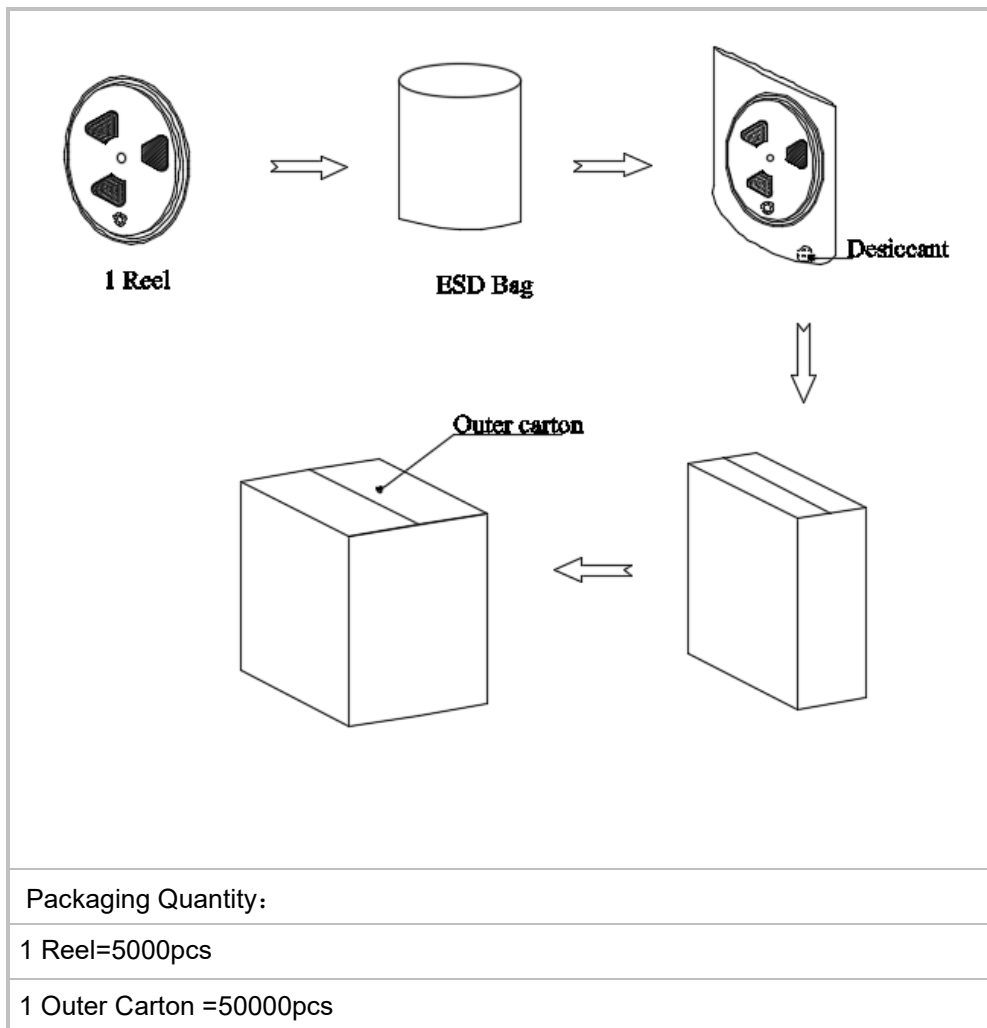 1 Reel
ESD Bag
Desiccant
Outer carton
Packaging Quantity：
1 Reel=5000pcs
1 Outer Carton =50000pcs